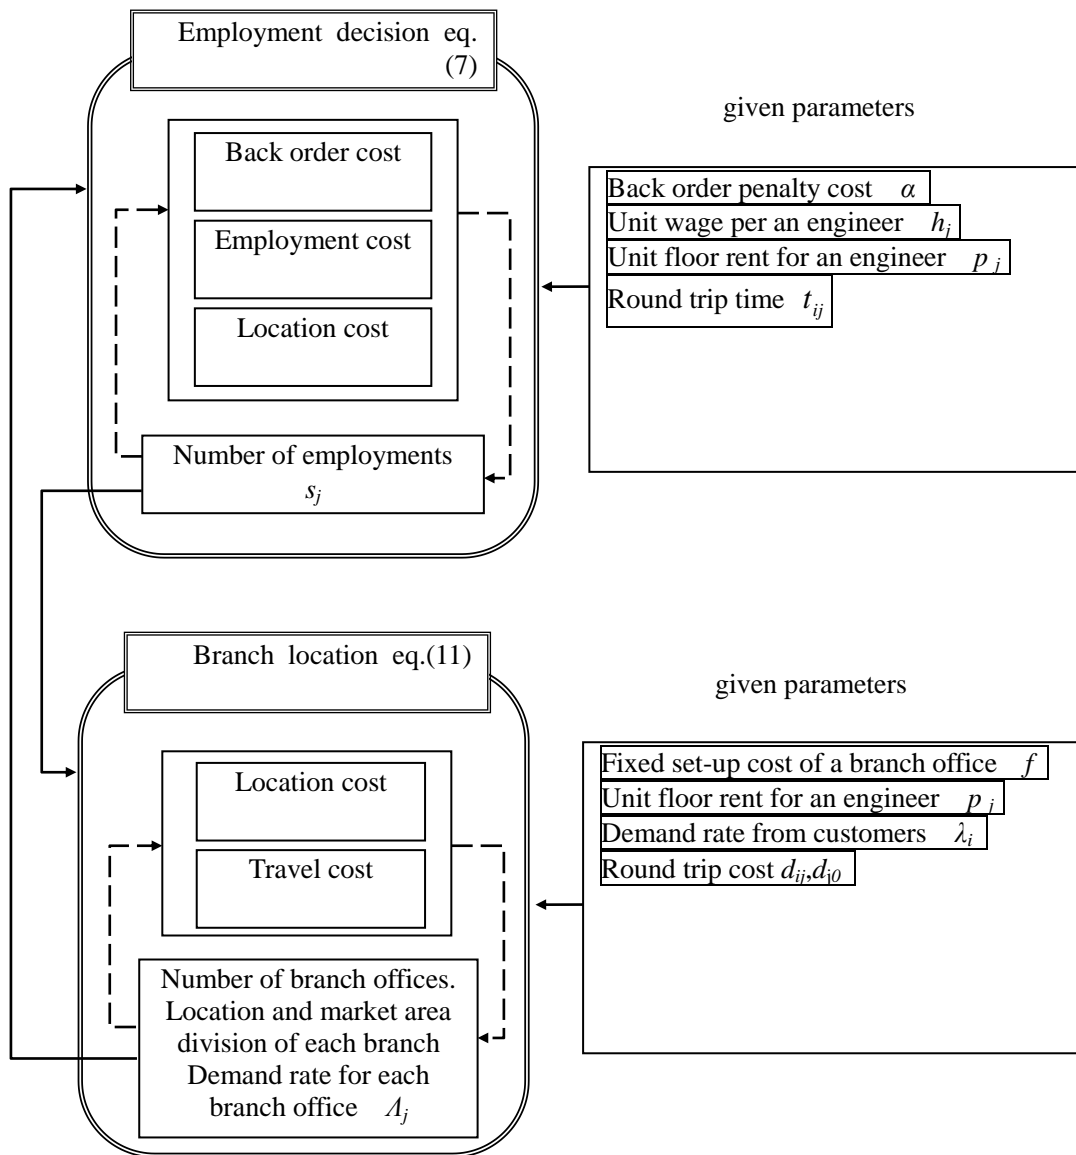 Employment decision eq.
(7)
given parameters
Back order cost
Employment cost
Location cost
Number of employments
s_j
Back order penalty cost α
Unit wage per an engineer h_j
Unit floor rent for an engineer p_j
Round trip time t_ij
Branch location eq.(11)
given parameters
Location cost
Travel cost
Number of branch offices.
Location and market area
division of each branch
Demand rate for each
branch office Λ_j
Fixed set-up cost of a branch office f
Unit floor rent for an engineer p_j
Demand rate from customers λ_i
Round trip cost d_ij,d_j0